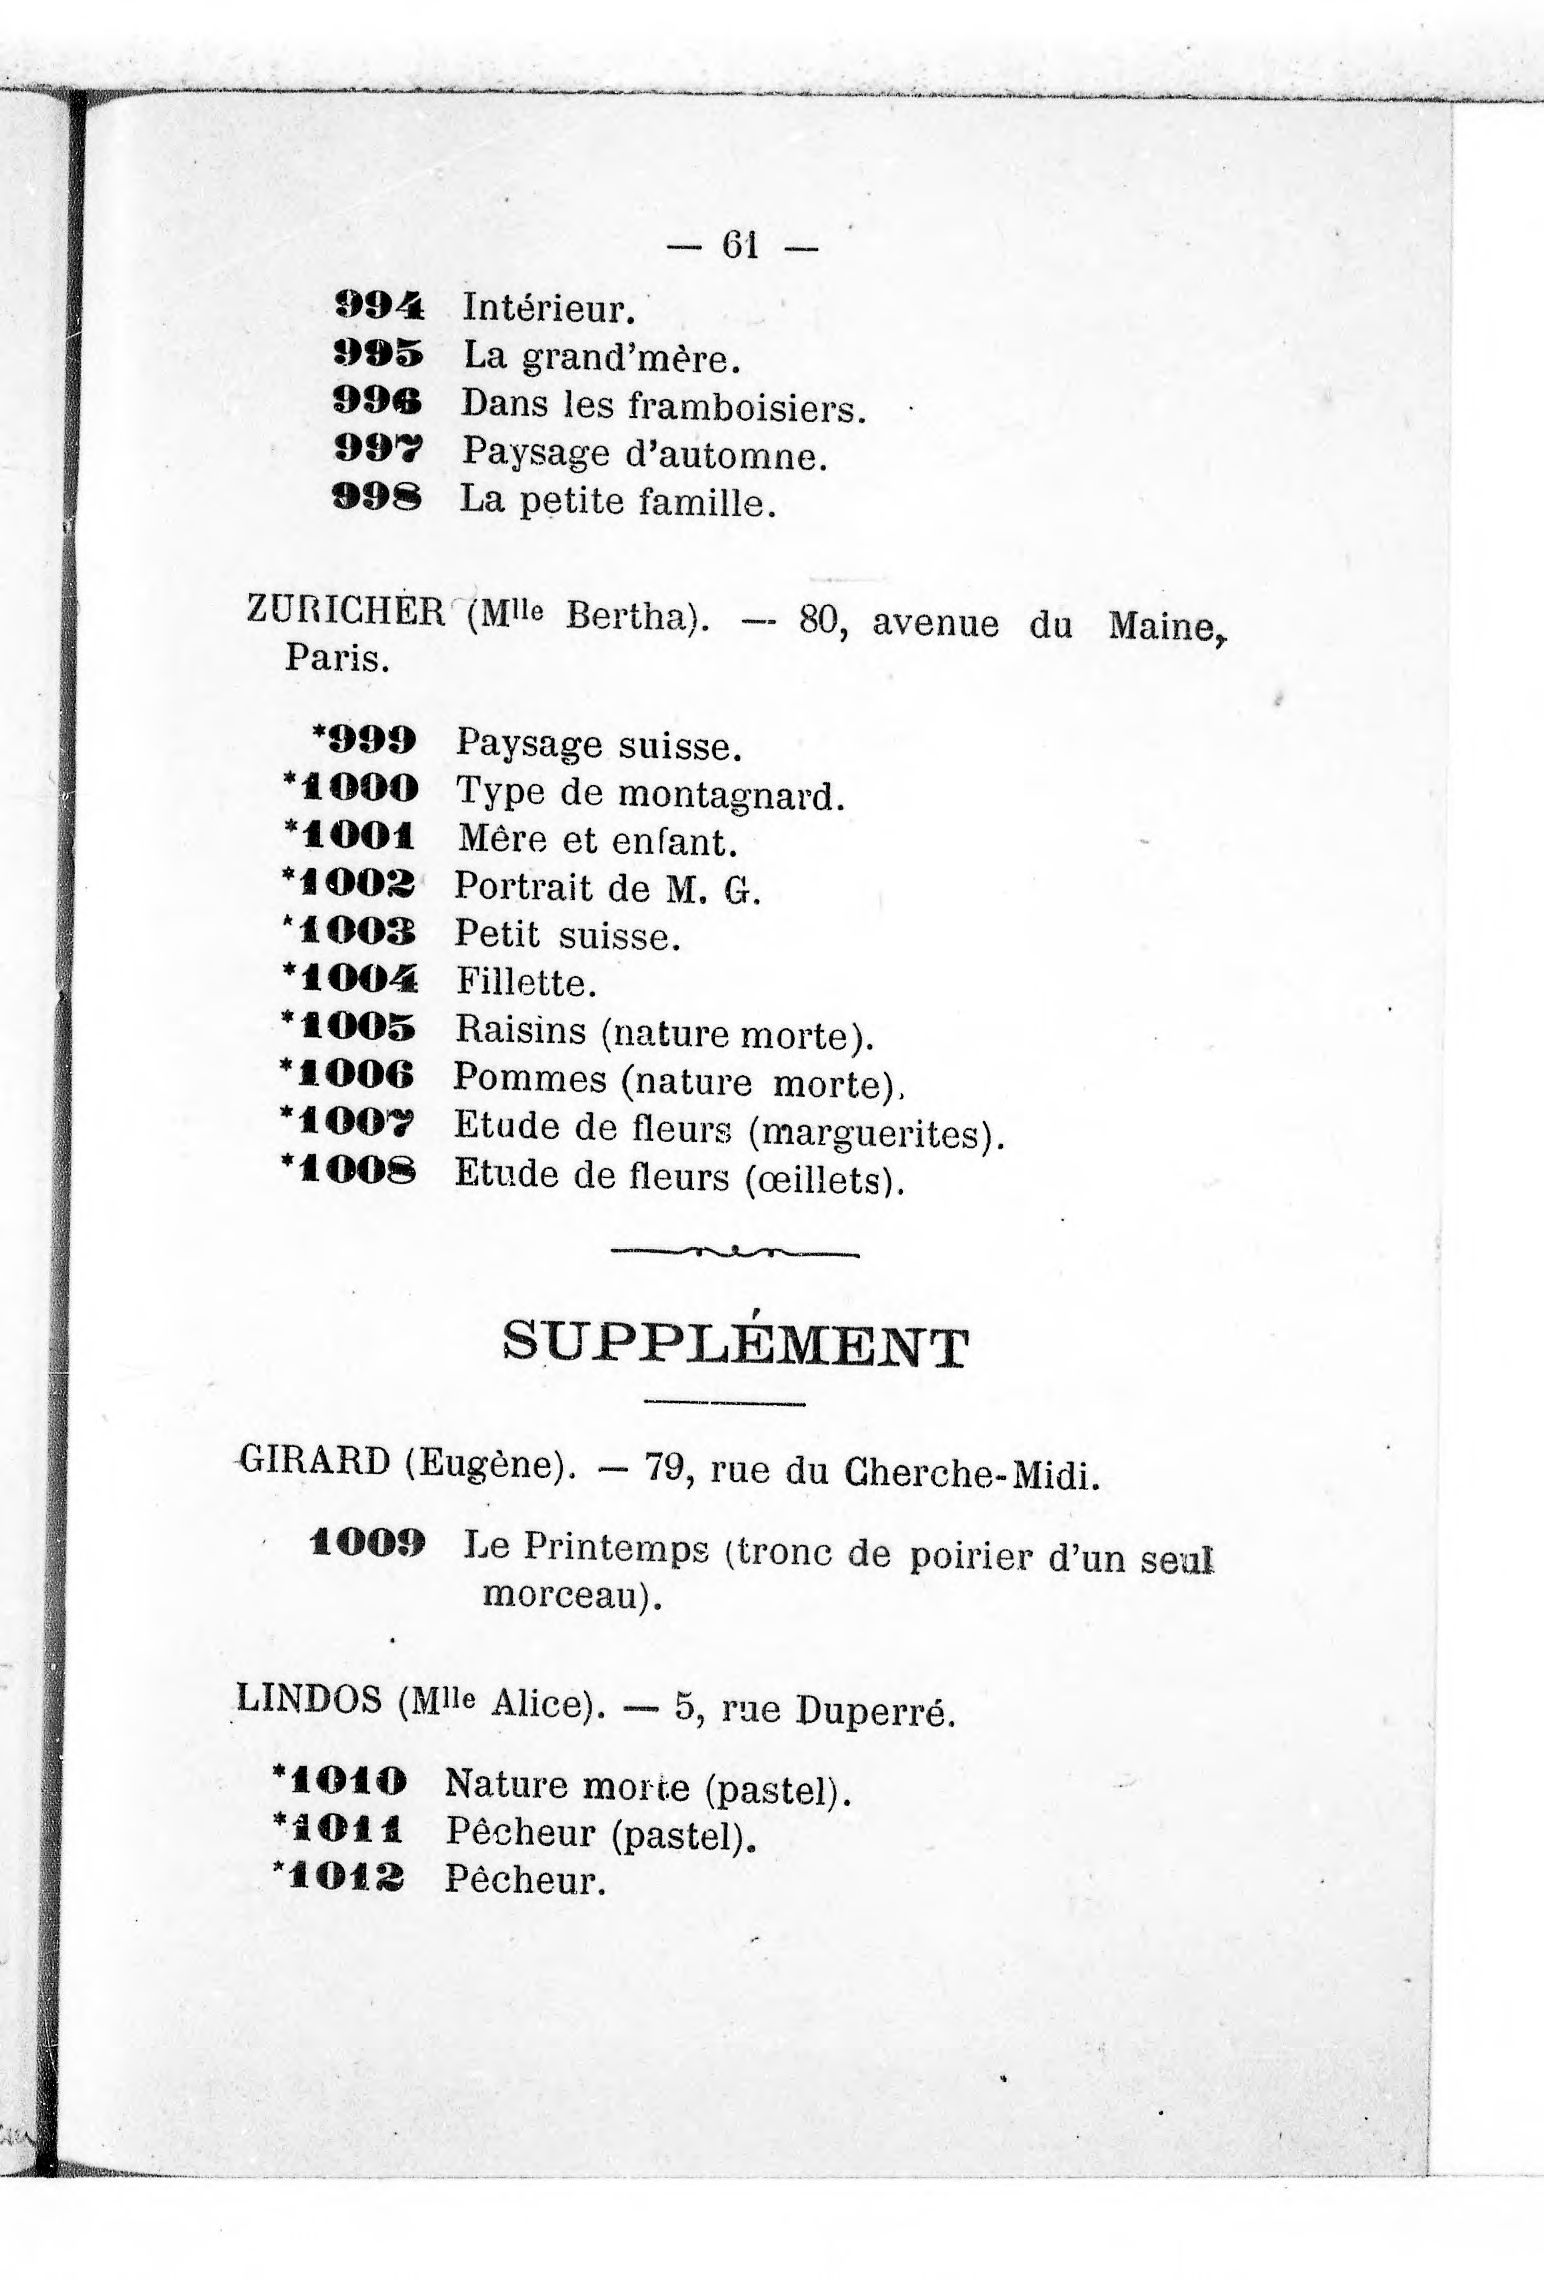 — 61 —
994 Intérieur.
995 La grand'mère.
996 Dans les framboisiers.
997 Paysage d'automne.
998 La petite famille.
ZURICHER (Mlle Bertha). — 80, avenue du Maine,
Paris.
*999 Paysage suisse.
*1000 Type de montagnard.
*1001 Mêre et enfant.
*1002 Portrait de M. G.
*1003 Petit suisse.
*1004 Fillette.
*1005 Raisins (nature morte).
*1006 Pommes (nature morte).
*1007 Etude de fleurs (marguerites).
*1008 Etude de fleurs (œillets).
SUPPLÉMENT
GIRARD (Eugène). — 79, rue du Cherche-Midi.
1009 Le Printemps (tronc de poirier d'un seul
morceau).
LINDOS (Mlle Alice). — 5, rue Duperré.
*1010 Nature morte (pastel).
*1011 Pêcheur (pastel).
*1012 Pêcheur.